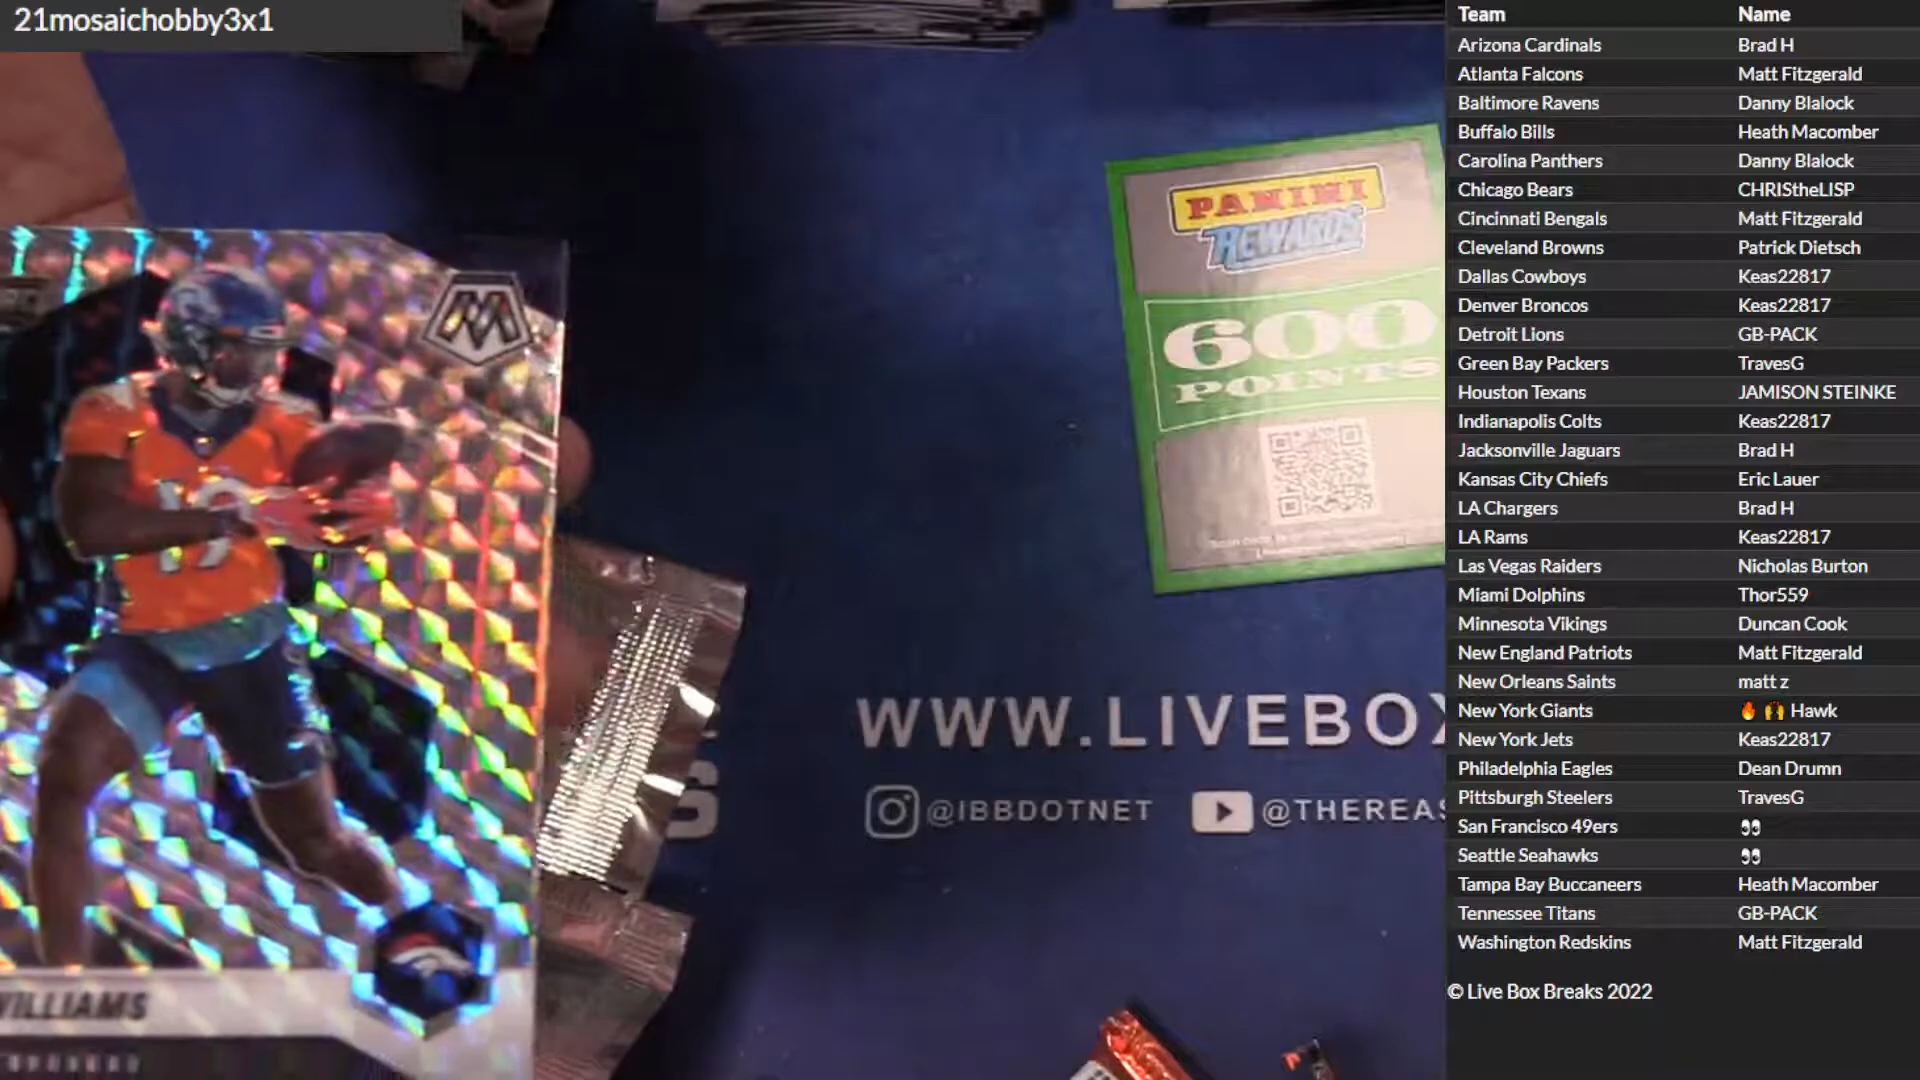 21mosaichobby3x1
PANINI
REWARDS
600
POINTS
19
WILLIAMS
WWW.LIVEBOX
S
@IBBDOTNET
@THEREAS
Team Name
Arizona Cardinals Brad H
Atlanta Falcons Matt Fitzgerald
Baltimore Ravens Danny Blalock
Buffalo Bills Heath Macomber
Carolina Panthers Danny Blalock
Chicago Bears CHRIStheLISP
Cincinnati Bengals Matt Fitzgerald
Cleveland Browns Patrick Dietsch
Dallas Cowboys Keas22817
Denver Broncos Keas22817
Detroit Lions GB-PACK
Green Bay Packers TravesG
Houston Texans JAMISON STEINKE
Indianapolis Colts Keas22817
Jacksonville Jaguars Brad H
Kansas City Chiefs Eric Lauer
LA Chargers Brad H
LA Rams Keas22817
Las Vegas Raiders Nicholas Burton
Miami Dolphins Thor559
Minnesota Vikings Duncan Cook
New England Patriots Matt Fitzgerald
New Orleans Saints matt z
New York Giants 🔥 🙌 Hawk
New York Jets Keas22817
Philadelphia Eagles Dean Drumn
Pittsburgh Steelers TravesG
San Francisco 49ers 👀
Seattle Seahawks 👀
Tampa Bay Buccaneers Heath Macomber
Tennessee Titans GB-PACK
Washington Redskins Matt Fitzgerald
© Live Box Breaks 2022